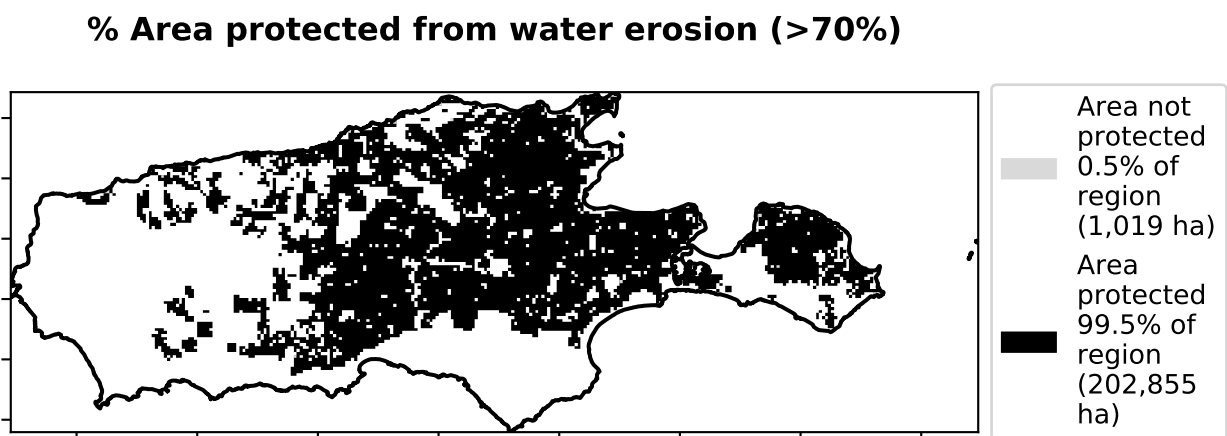 % Area protected from water erosion (>70%)
Area not
protected
0.5% of
region
(1,019 ha)
Area
protected
99.5% of
region
(202,855
ha)